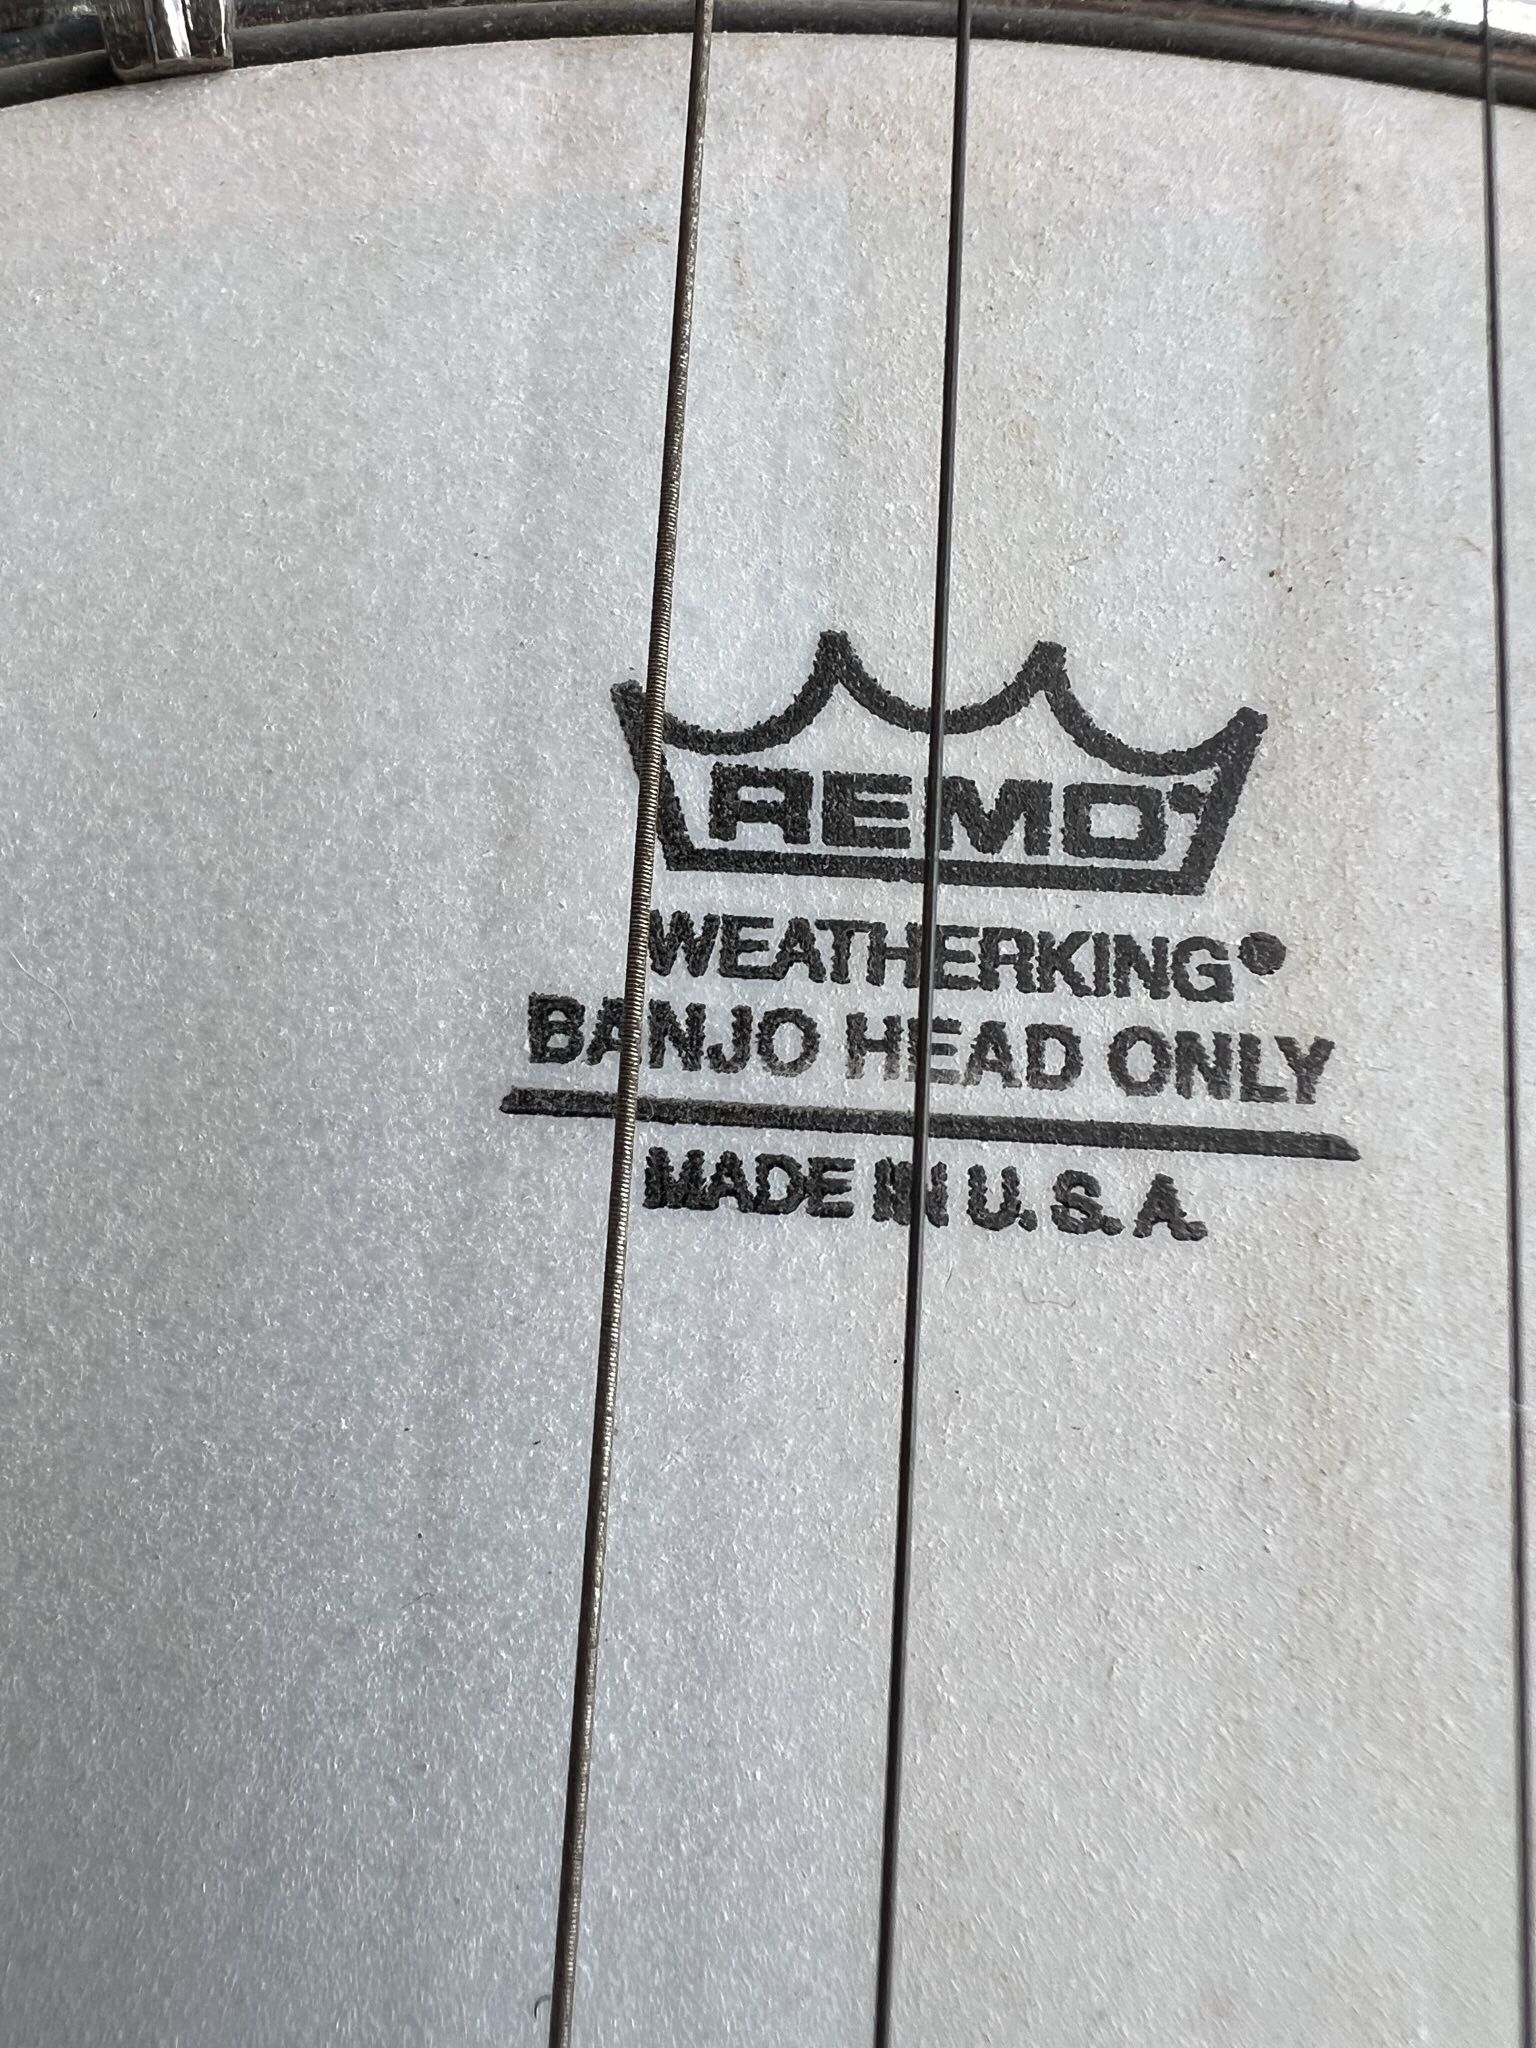 REMO
WEATHERKING
BANJO HEAD ONLY
MADE IN U.S.A.